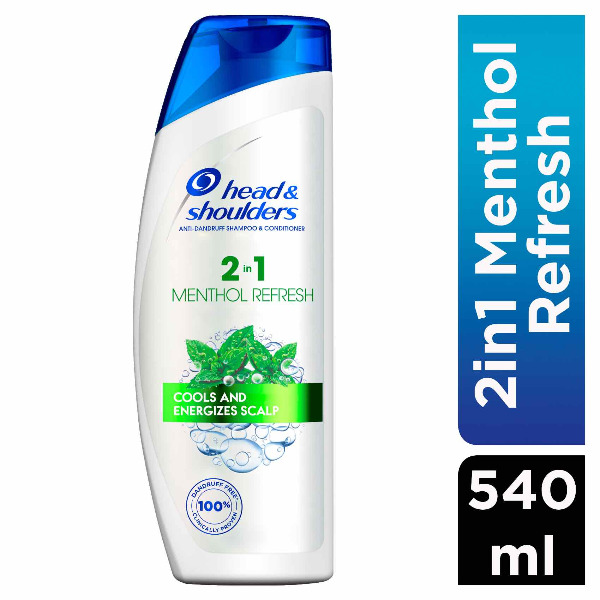 head &
shoulders
ANTI-DANDRUFF SHAMPOO & CONDITIONER
2 in 1
MENTHOL REFRESH
COOLS AND
ENERGIZES SCALP
DANDRUFF FREE*
100%
CLINICALLY PROVEN
2in1 Menthol
Refresh
540
ml